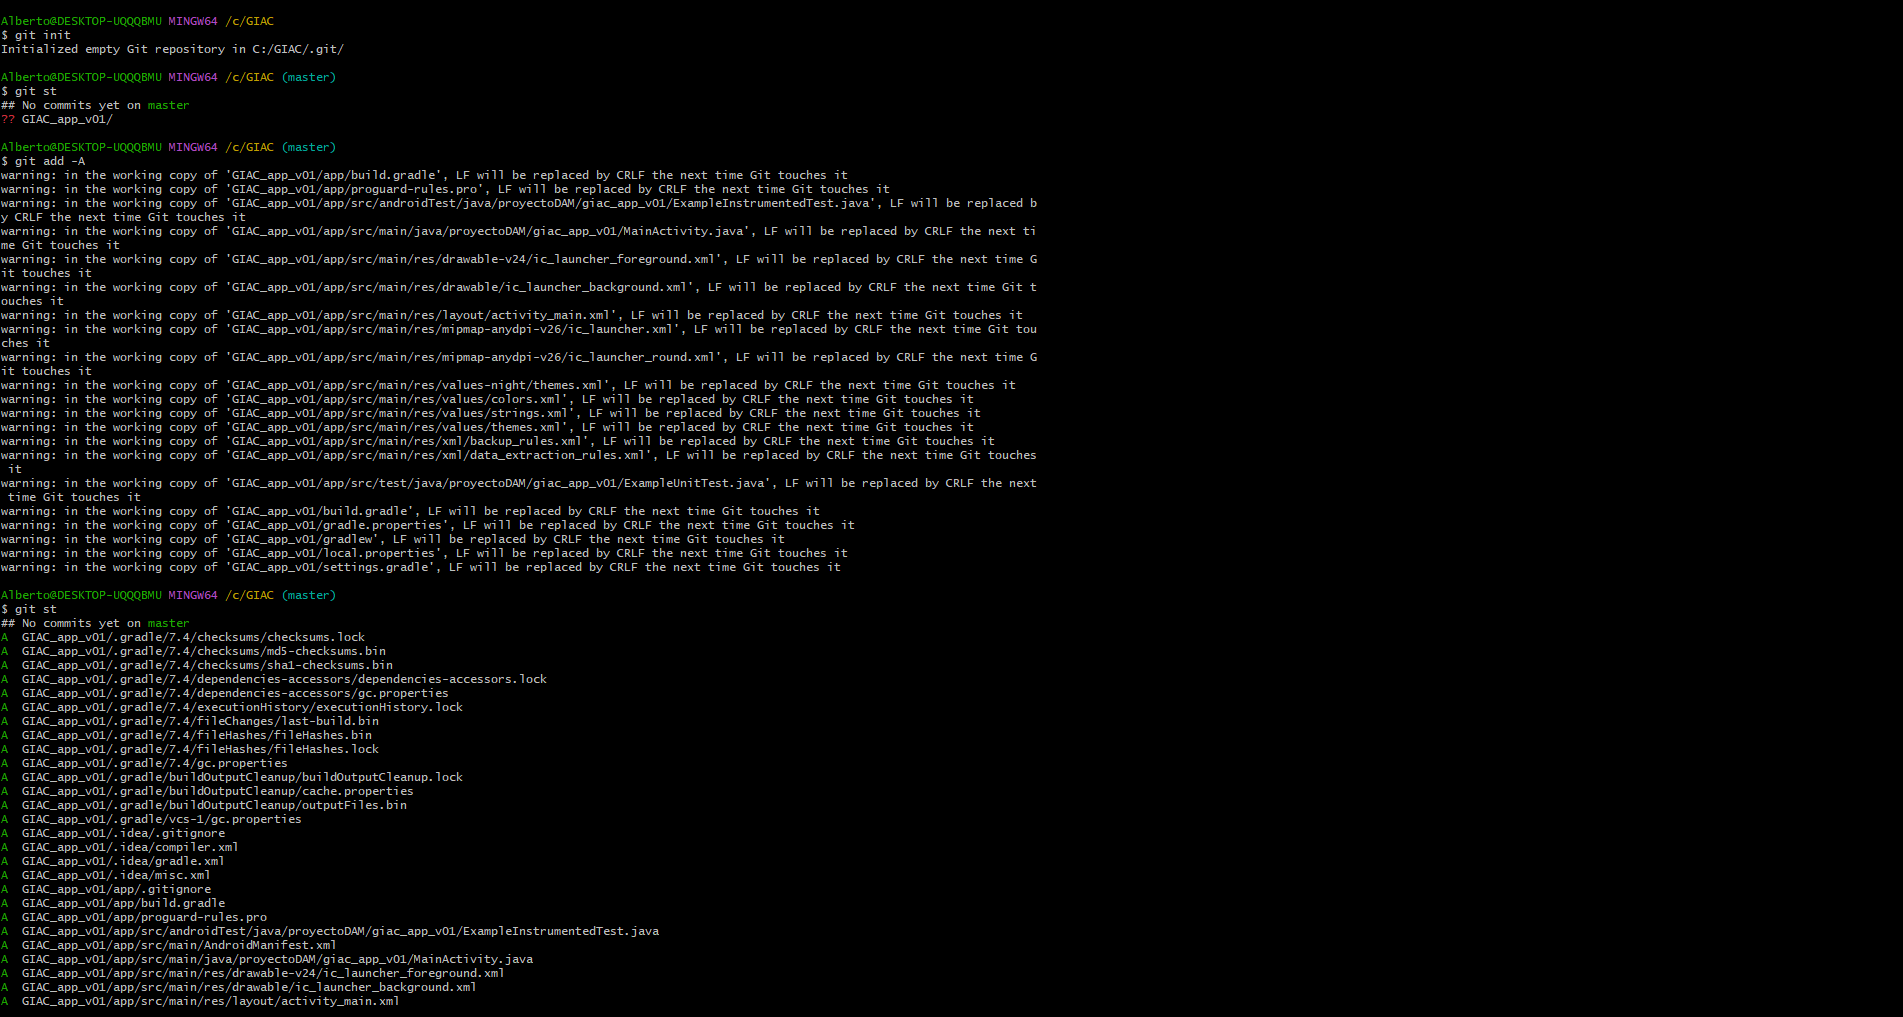 Alberto@DESKTOP-UQQQBMU MINGW64 /c/GIAC
$ git init
Initialized empty Git repository in C:/GIAC/.git/
Alberto@DESKTOP-UQQQBMU MINGW64 /c/GIAC (master)
$ git st
## No commits yet on master
?? GIAC_app_v01/
Alberto@DESKTOP-UQQQBMU MINGW64 /c/GIAC (master)
$ git add -A
warning: in the working copy of 'GIAC_app_v01/app/build.gradle', LF will be replaced by CRLF the next time Git touches it
warning: in the working copy of 'GIAC_app_v01/app/proguard-rules.pro', LF will be replaced by CRLF the next time Git touches it
warning: in the working copy of 'GIAC_app_v01/app/src/androidTest/java/proyectoDAM/giac_app_v01/ExampleInstrumentedTest.java', LF will be replaced b
y CRLF the next time Git touches it
warning: in the working copy of 'GIAC_app_v01/app/src/main/java/proyectoDAM/giac_app_v01/MainActivity.java', LF will be replaced by CRLF the next ti
me Git touches it
warning: in the working copy of 'GIAC_app_v01/app/src/main/res/drawable-v24/ic_launcher_foreground.xml', LF will be replaced by CRLF the next time G
it touches it
warning: in the working copy of 'GIAC_app_v01/app/src/main/res/drawable/ic_launcher_background.xml', LF will be replaced by CRLF the next time Git t
ouches it
warning: in the working copy of 'GIAC_app_v01/app/src/main/res/layout/activity_main.xml', LF will be replaced by CRLF the next time Git touches it
warning: in the working copy of 'GIAC_app_v01/app/src/main/res/mipmap-anydpi-v26/ic_launcher.xml', LF will be replaced by CRLF the next time Git tou
ches it
warning: in the working copy of 'GIAC_app_v01/app/src/main/res/mipmap-anydpi-v26/ic_launcher_round.xml', LF will be replaced by CRLF the next time G
it touches it
warning: in the working copy of 'GIAC_app_v01/app/src/main/res/values-night/themes.xml', LF will be replaced by CRLF the next time Git touches it
warning: in the working copy of 'GIAC_app_v01/app/src/main/res/values/colors.xml', LF will be replaced by CRLF the next time Git touches it
warning: in the working copy of 'GIAC_app_v01/app/src/main/res/values/strings.xml', LF will be replaced by CRLF the next time Git touches it
warning: in the working copy of 'GIAC_app_v01/app/src/main/res/values/themes.xml', LF will be replaced by CRLF the next time Git touches it
warning: in the working copy of 'GIAC_app_v01/app/src/main/res/xml/backup_rules.xml', LF will be replaced by CRLF the next time Git touches it
warning: in the working copy of 'GIAC_app_v01/app/src/main/res/xml/data_extraction_rules.xml', LF will be replaced by CRLF the next time Git touches
 it
warning: in the working copy of 'GIAC_app_v01/app/src/test/java/proyectoDAM/giac_app_v01/ExampleUnitTest.java', LF will be replaced by CRLF the next
 time Git touches it
warning: in the working copy of 'GIAC_app_v01/build.gradle', LF will be replaced by CRLF the next time Git touches it
warning: in the working copy of 'GIAC_app_v01/gradle.properties', LF will be replaced by CRLF the next time Git touches it
warning: in the working copy of 'GIAC_app_v01/gradlew', LF will be replaced by CRLF the next time Git touches it
warning: in the working copy of 'GIAC_app_v01/local.properties', LF will be replaced by CRLF the next time Git touches it
warning: in the working copy of 'GIAC_app_v01/settings.gradle', LF will be replaced by CRLF the next time Git touches it
Alberto@DESKTOP-UQQQBMU MINGW64 /c/GIAC (master)
$ git st
## No commits yet on master
A  GIAC_app_v01/.gradle/7.4/checksums/checksums.lock
A  GIAC_app_v01/.gradle/7.4/checksums/md5-checksums.bin
A  GIAC_app_v01/.gradle/7.4/checksums/sha1-checksums.bin
A  GIAC_app_v01/.gradle/7.4/dependencies-accessors/dependencies-accessors.lock
A  GIAC_app_v01/.gradle/7.4/dependencies-accessors/gc.properties
A  GIAC_app_v01/.gradle/7.4/executionHistory/executionHistory.lock
A  GIAC_app_v01/.gradle/7.4/fileChanges/last-build.bin
A  GIAC_app_v01/.gradle/7.4/fileHashes/fileHashes.bin
A  GIAC_app_v01/.gradle/7.4/fileHashes/fileHashes.lock
A  GIAC_app_v01/.gradle/7.4/gc.properties
A  GIAC_app_v01/.gradle/buildOutputCleanup/buildOutputCleanup.lock
A  GIAC_app_v01/.gradle/buildOutputCleanup/cache.properties
A  GIAC_app_v01/.gradle/buildOutputCleanup/outputFiles.bin
A  GIAC_app_v01/.gradle/vcs-1/gc.properties
A  GIAC_app_v01/.idea/.gitignore
A  GIAC_app_v01/.idea/compiler.xml
A  GIAC_app_v01/.idea/gradle.xml
A  GIAC_app_v01/.idea/misc.xml
A  GIAC_app_v01/app/.gitignore
A  GIAC_app_v01/app/build.gradle
A  GIAC_app_v01/app/proguard-rules.pro
A  GIAC_app_v01/app/src/androidTest/java/proyectoDAM/giac_app_v01/ExampleInstrumentedTest.java
A  GIAC_app_v01/app/src/main/AndroidManifest.xml
A  GIAC_app_v01/app/src/main/java/proyectoDAM/giac_app_v01/MainActivity.java
A  GIAC_app_v01/app/src/main/res/drawable-v24/ic_launcher_foreground.xml
A  GIAC_app_v01/app/src/main/res/drawable/ic_launcher_background.xml
A  GIAC_app_v01/app/src/main/res/layout/activity_main.xml